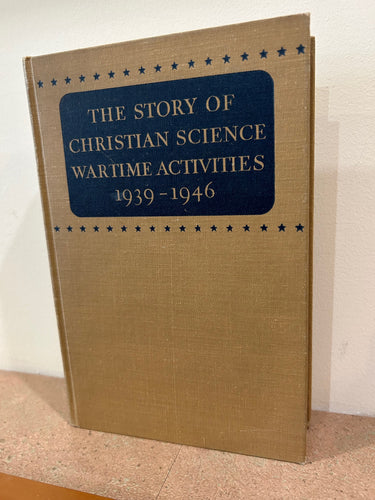 THE STORY OF
CHRISTIAN SCIENCE
WARTIME ACTIVITIES
1939-1946